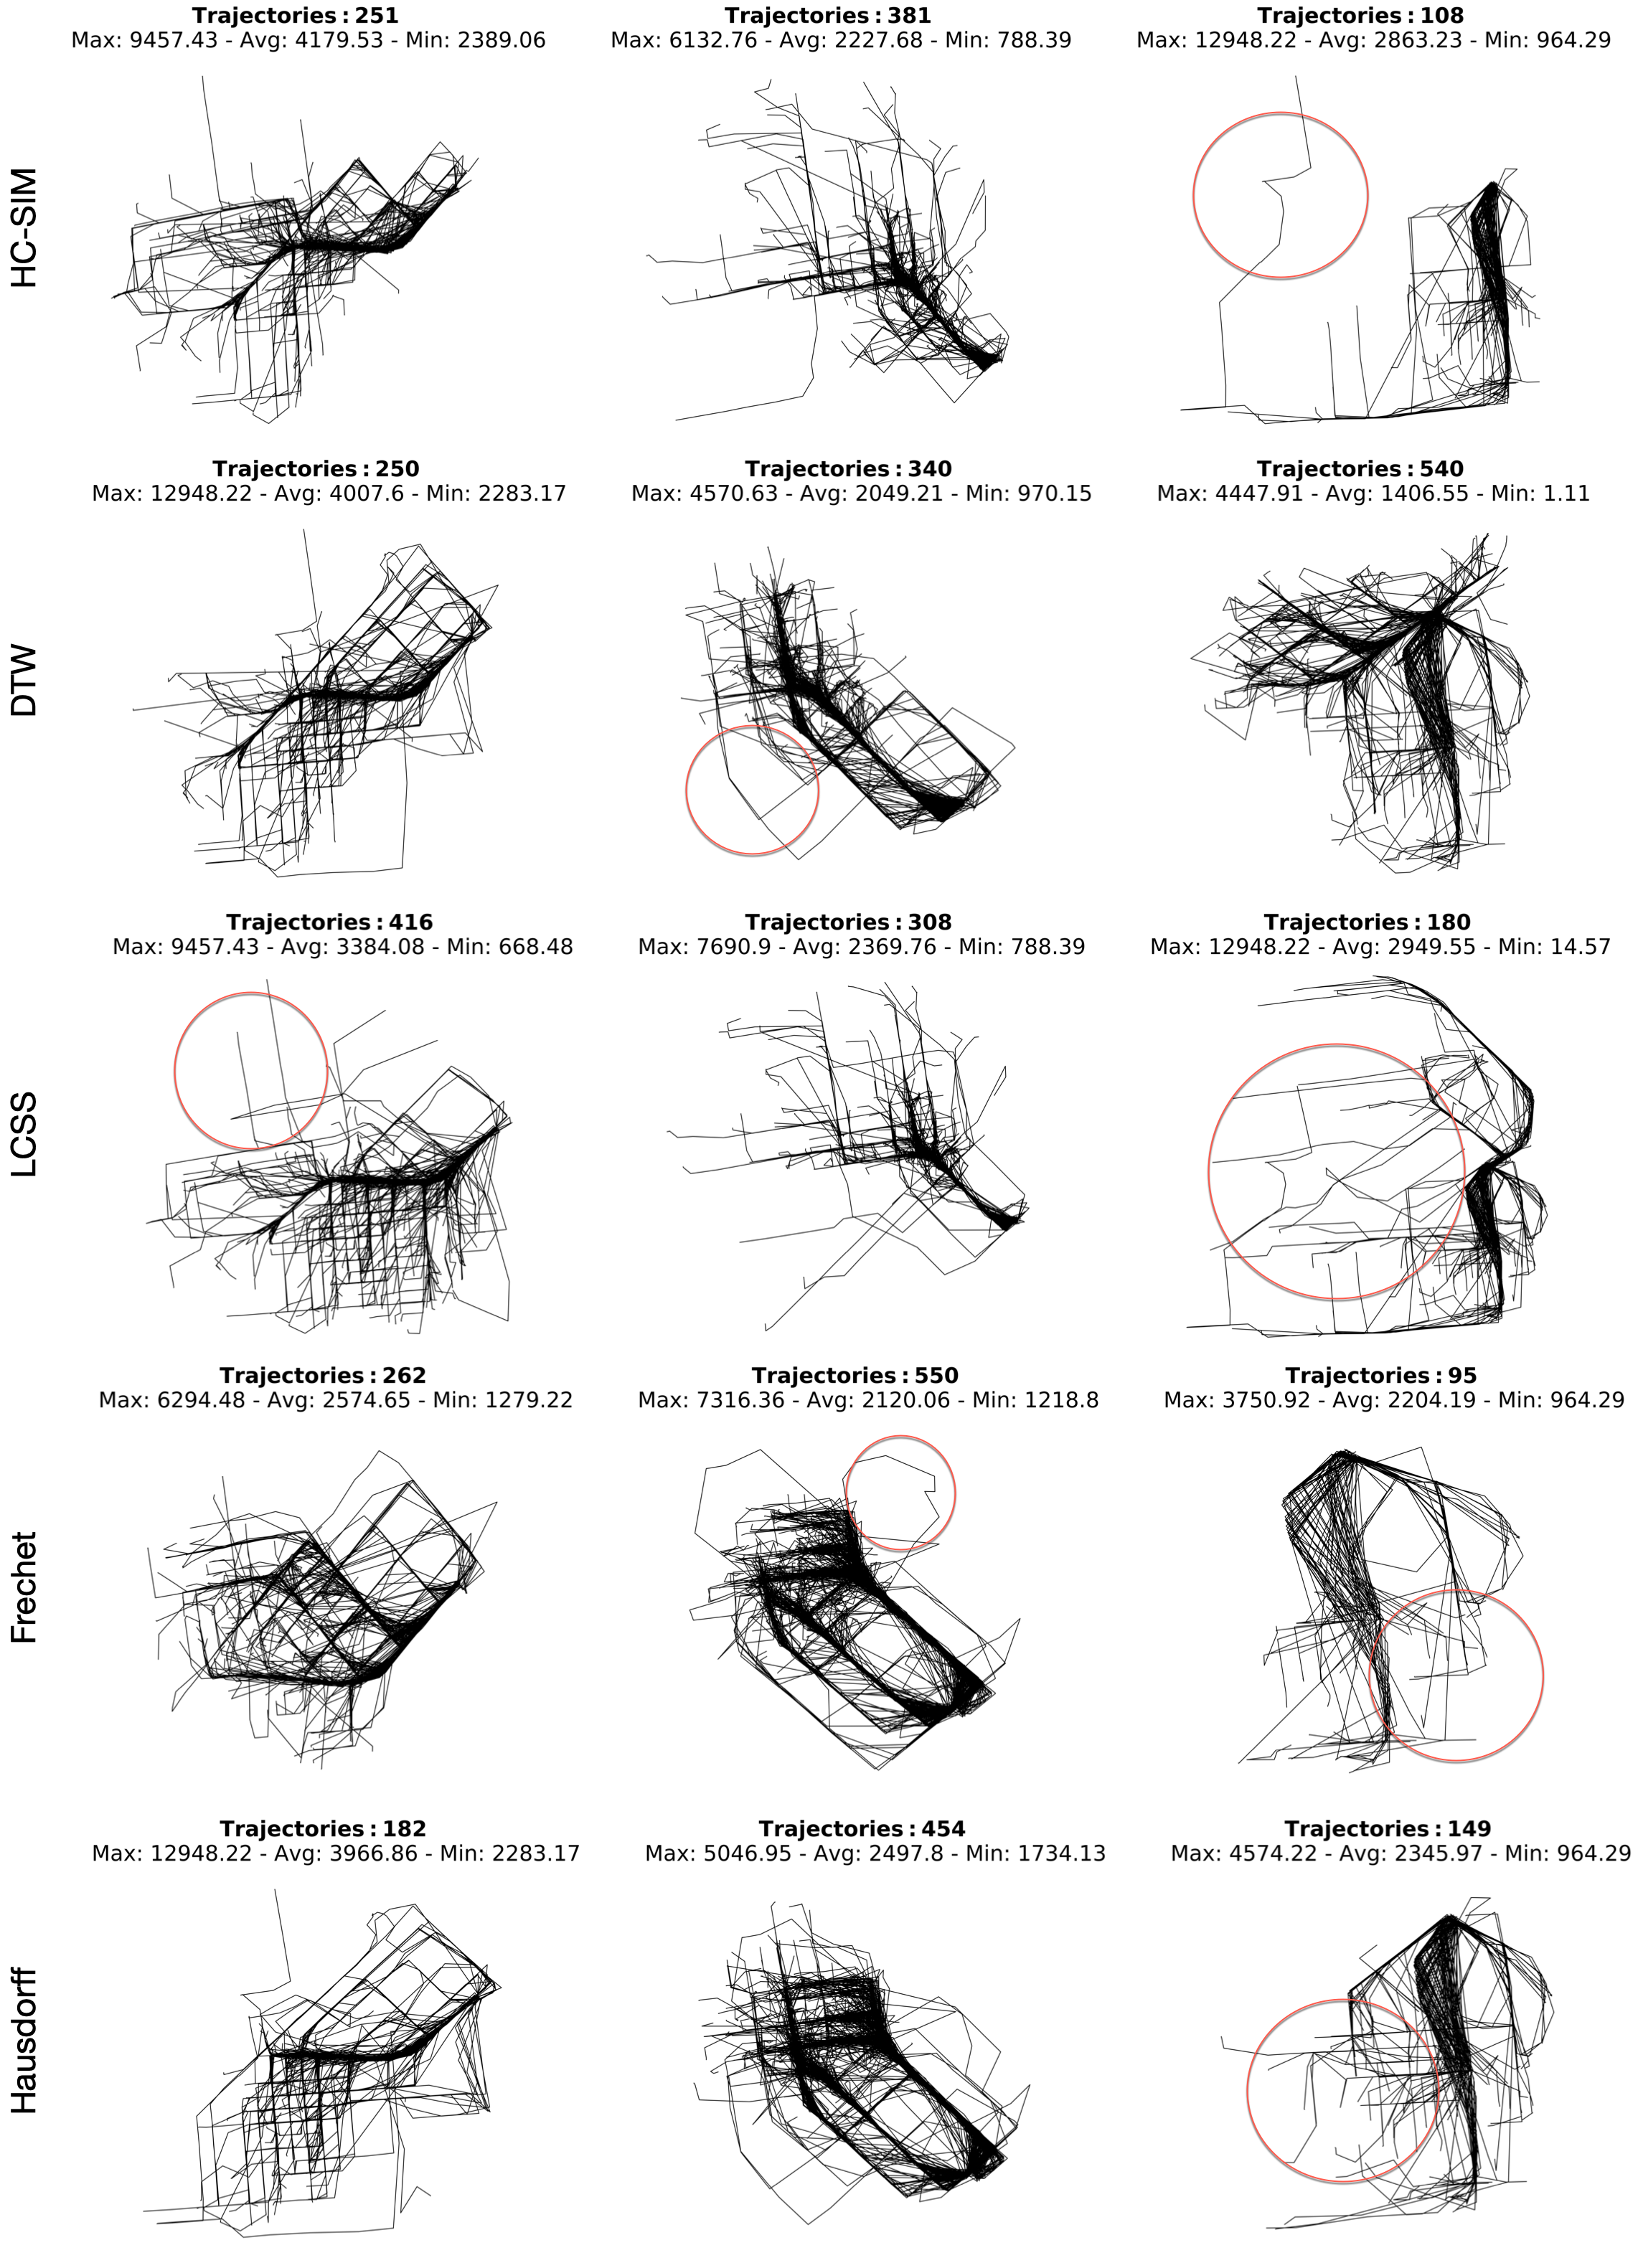 Trajectories : 251
Max: 9457.43 - Avg: 4179.53 - Min: 2389.06
Trajectories : 381
Max: 6132.76 - Avg: 2227.68 - Min: 788.39
Trajectories : 108
Max: 12948.22 - Avg: 2863.23 - Min: 964.29
HC-SIM
Trajectories : 250
Max: 12948.22 - Avg: 4007.6 - Min: 2283.17
Trajectories : 340
Max: 4570.63 - Avg: 2049.21 - Min: 970.15
Trajectories : 540
Max: 4447.91 - Avg: 1406.55 - Min: 1.11
DTW
Trajectories : 416
Max: 9457.43 - Avg: 3384.08 - Min: 668.48
Trajectories : 308
Max: 7690.9 - Avg: 2369.76 - Min: 788.39
Trajectories : 180
Max: 12948.22 - Avg: 2949.55 - Min: 14.57
LCSS
Trajectories : 262
Max: 6294.48 - Avg: 2574.65 - Min: 1279.22
Trajectories : 550
Max: 7316.36 - Avg: 2120.06 - Min: 1218.8
Trajectories : 95
Max: 3750.92 - Avg: 2204.19 - Min: 964.29
Frechet
Trajectories : 182
Max: 12948.22 - Avg: 3966.86 - Min: 2283.17
Trajectories : 454
Max: 5046.95 - Avg: 2497.8 - Min: 1734.13
Trajectories : 149
Max: 4574.22 - Avg: 2345.97 - Min: 964.29
Hausdorff